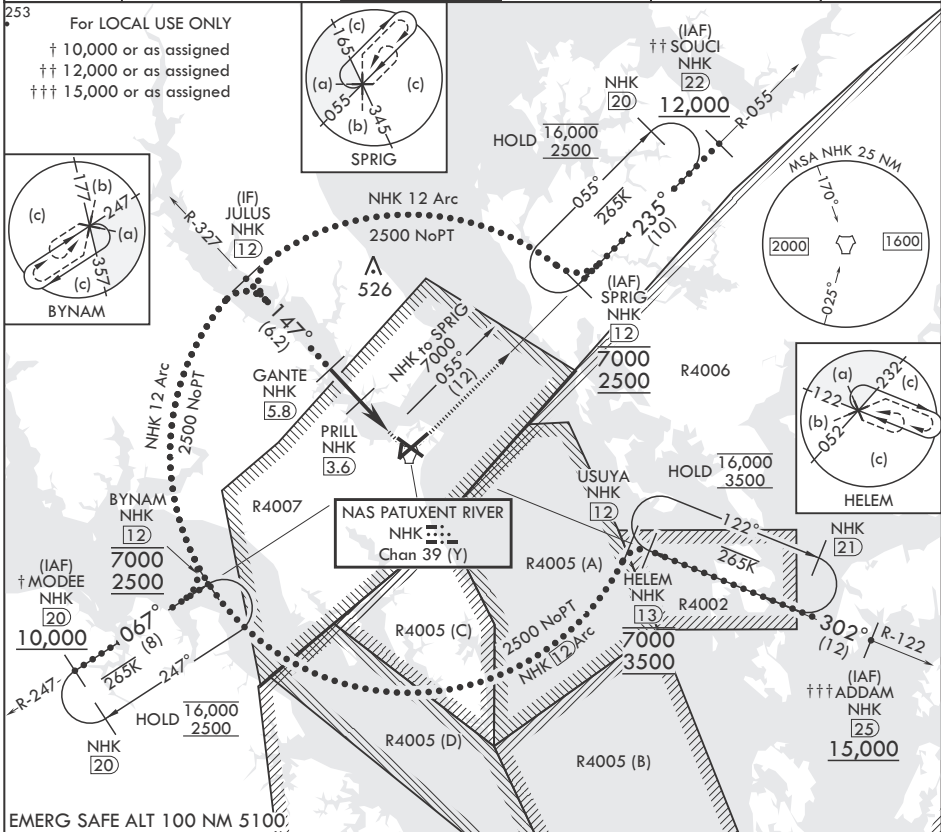 253
For LOCAL USE ONLY
† 10,000 or as assigned
†† 12,000 or as assigned
††† 15,000 or as assigned
(c)
165
(a)
(c)
055
345
(b)
SPRIG
(IAF)
†† SOUCI
NHK
22
12,000
NHK
20
R-055
HOLD 16,000
2500
055°
265K
235°
(10)
MSA NHK 25 NM
170°
2000
1600
025°
177
(b)
(c)
247
(a)
357
(c)
BYNAM
(IF)
JULUS
NHK
12
R-327
NHK 12 Arc
2500 NoPT
526
(IAF)
SPRIG
NHK
12
7000
2500
R4006
147°
(6.2)
NHK to SPRIG
7000
055°
(12)
GANTE
NHK
5.8
PRILL
NHK
3.6
NHK 12 Arc
2500 NoPT
(a)
232
(c)
122
(b)
052
(c)
HELEM
R4007
NAS PATUXENT RIVER
NHK
Chan 39 (Y)
USUYA
NHK
12
HOLD 16,000
3500
122°
265K
NHK
21
BYNAM
NHK
12
7000
2500
(IAF)
† MODEE
NHK
20
10,000
067°
(8)
265K
247°
R-247
HOLD 16,000
2500
NHK
20
R4005 (A)
HELEM
NHK
13
7000
3500
R4002
302°
(12)
R-122
(IAF)
††† ADDAM
NHK
25
15,000
R4005 (C)
2500 NoPT
NHK 12 Arc
R4005 (D)
R4005 (B)
EMERG SAFE ALT 100 NM 5100